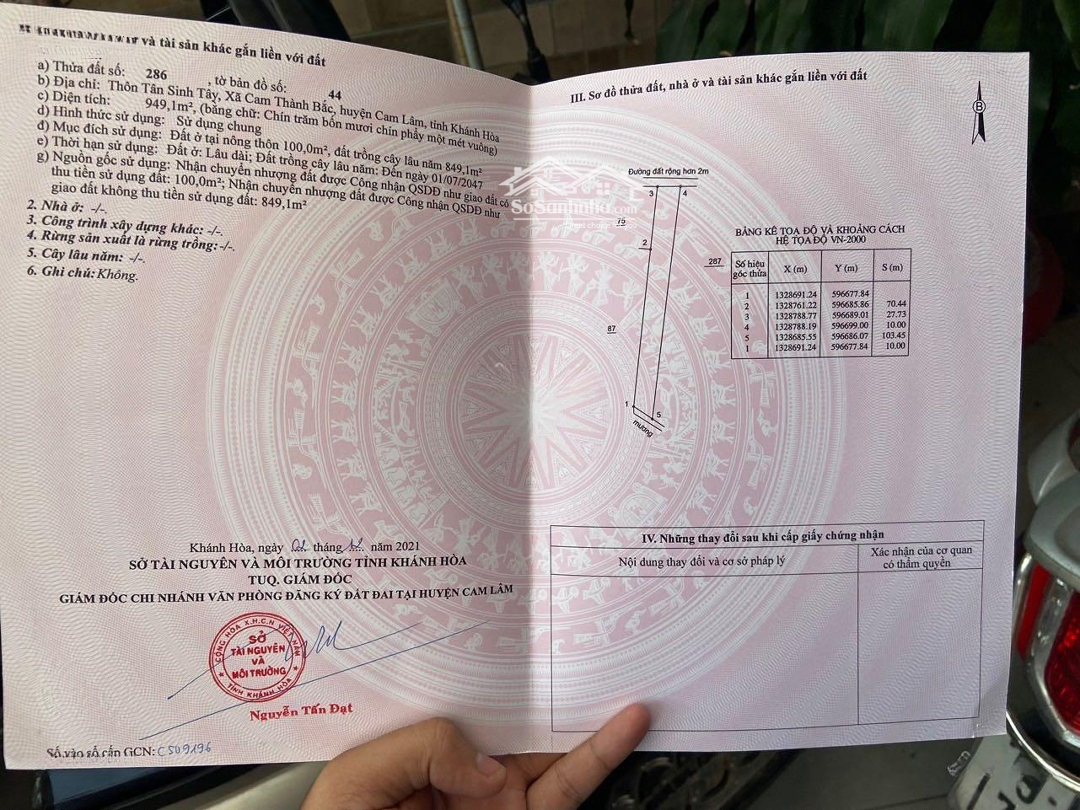 và tài sản khác gắn liền với đất
a) Thửa đất số: 286 , tờ bản đồ số: 44
b) Địa chỉ: Thôn Tân Sinh Tây, Xã Cam Thành Bắc, huyện Cam Lâm, tỉnh Khánh Hòa
c) Diện tích: 949,1m², (bằng chữ: Chín trăm bốn mươi chín phẩy một mét vuông)
d) Hình thức sử dụng: Sử dụng chung
đ) Mục đích sử dụng: Đất ở tại nông thôn 100,0m², đất trồng cây lâu năm 849,1m²
e) Thời hạn sử dụng: Đất ở: Lâu dài; Đất trồng cây lâu năm: Đến ngày 01/07/2047
g) Nguồn gốc sử dụng: Nhận chuyển nhượng đất được Công nhận QSDĐ như giao đất có
thu tiền sử dụng đất: 100,0m²; Nhận chuyển nhượng đất được Công nhận QSDĐ như
giao đất không thu tiền sử dụng đất: 849,1m²
2. Nhà ở: -/-.
3. Công trình xây dựng khác: -/-.
4. Rừng sản xuất là rừng trồng: -/-.
5. Cây lâu năm: -/-.
6. Ghi chú: Không.
Khánh Hòa, ngày tháng năm 2021
SỞ TÀI NGUYÊN VÀ MÔI TRƯỜNG TỈNH KHÁNH HÒA
TUQ. GIÁM ĐỐC
GIÁM ĐỐC CHI NHÁNH VĂN PHÒNG ĐĂNG KÝ ĐẤT ĐAI TẠI HUYỆN CAM LÂM
CỘNG HÒA X.H.C.N VIỆT NAM
SỞ
TÀI NGUYÊN
VÀ
MÔI TRƯỜNG
TỈNH KHÁNH HÒA
Nguyễn Tấn Đạt
Số vào sổ cấp GCN: CS09196
III. Sơ đồ thửa đất, nhà ở và tài sản khác gắn liền với đất
B
Đường đất rộng hơn 2m
3 4
75
2
287
87
1
5
mương
SoSanhnha.com
BẢNG KÊ TỌA ĐỘ VÀ KHOẢNG CÁCH
HỆ TỌA ĐỘ VN-2000
Số hiệu góc thửa X (m) Y (m) S (m)
1 1328691.24 596677.84
2 1328761.22 596685.86 70.44
3 1328788.77 596689.01 27.73
4 1328788.19 596699.00 10.00
5 1328685.55 596686.07 103.45
1 1328691.24 596677.84 10.00
IV. Những thay đổi sau khi cấp giấy chứng nhận
Nội dung thay đổi và cơ sở pháp lý
Xác nhận của cơ quan
có thẩm quyền